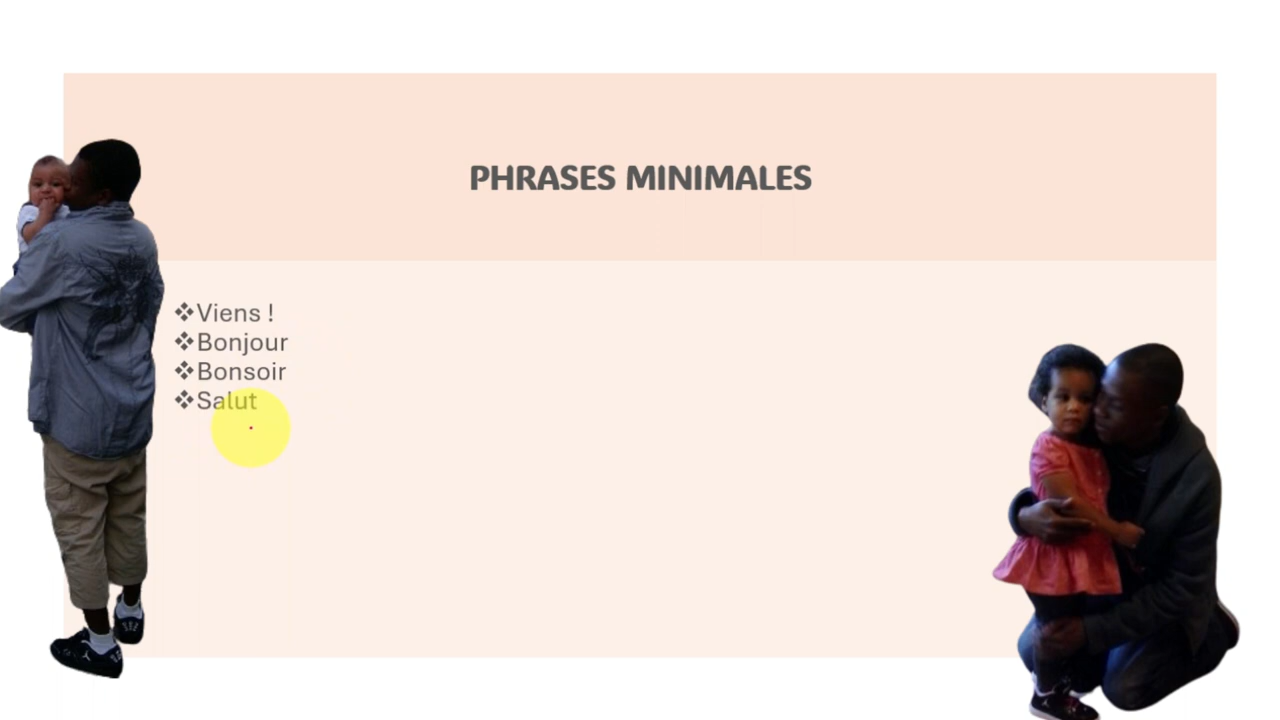 PHRASES MINIMALES
❖Viens !
❖Bonjour
❖Bonsoir
❖Salut